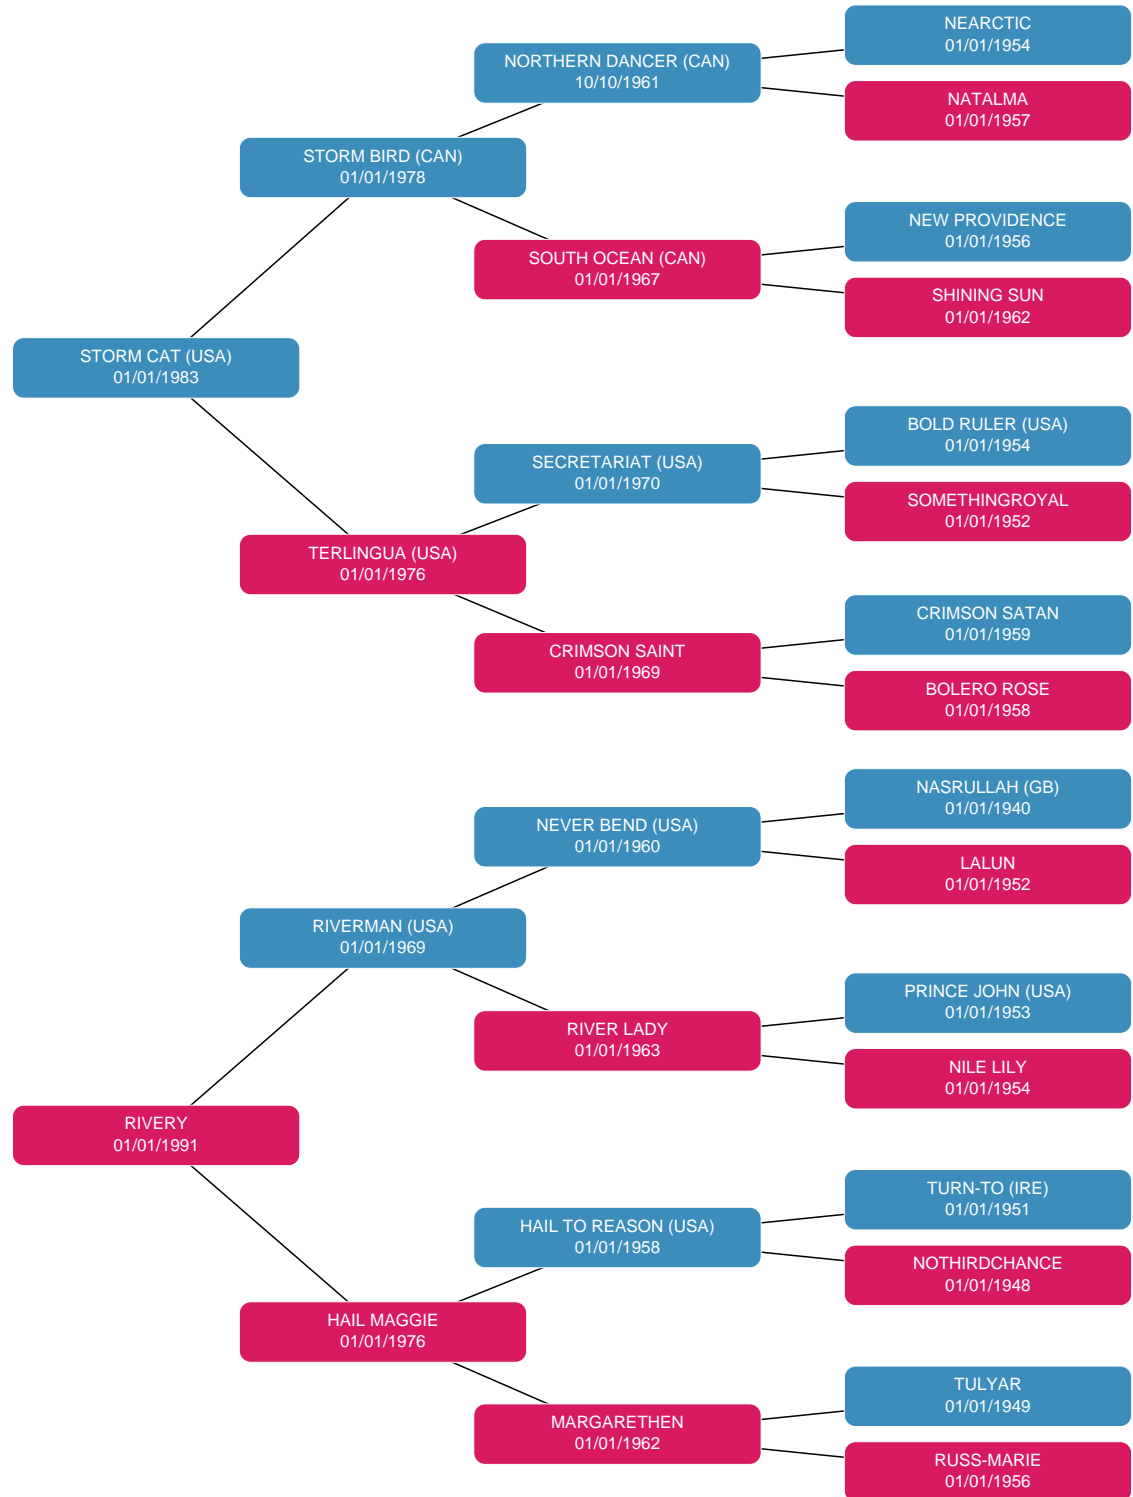 NEARCTIC
01/01/1954
NORTHERN DANCER (CAN)
10/10/1961
NATALMA
01/01/1957
STORM BIRD (CAN)
01/01/1978
NEW PROVIDENCE
01/01/1956
SOUTH OCEAN (CAN)
01/01/1967
SHINING SUN
01/01/1962
STORM CAT (USA)
01/01/1983
BOLD RULER (USA)
01/01/1954
SECRETARIAT (USA)
01/01/1970
SOMETHINGROYAL
01/01/1952
TERLINGUA (USA)
01/01/1976
CRIMSON SATAN
01/01/1959
CRIMSON SAINT
01/01/1969
BOLERO ROSE
01/01/1958
NASRULLAH (GB)
01/01/1940
NEVER BEND (USA)
01/01/1960
LALUN
01/01/1952
RIVERMAN (USA)
01/01/1969
PRINCE JOHN (USA)
01/01/1953
RIVER LADY
01/01/1963
NILE LILY
01/01/1954
RIVERY
01/01/1991
TURN-TO (IRE)
01/01/1951
HAIL TO REASON (USA)
01/01/1958
NOTHIRDCHANCE
01/01/1948
HAIL MAGGIE
01/01/1976
TULYAR
01/01/1949
MARGARETHEN
01/01/1962
RUSS-MARIE
01/01/1956